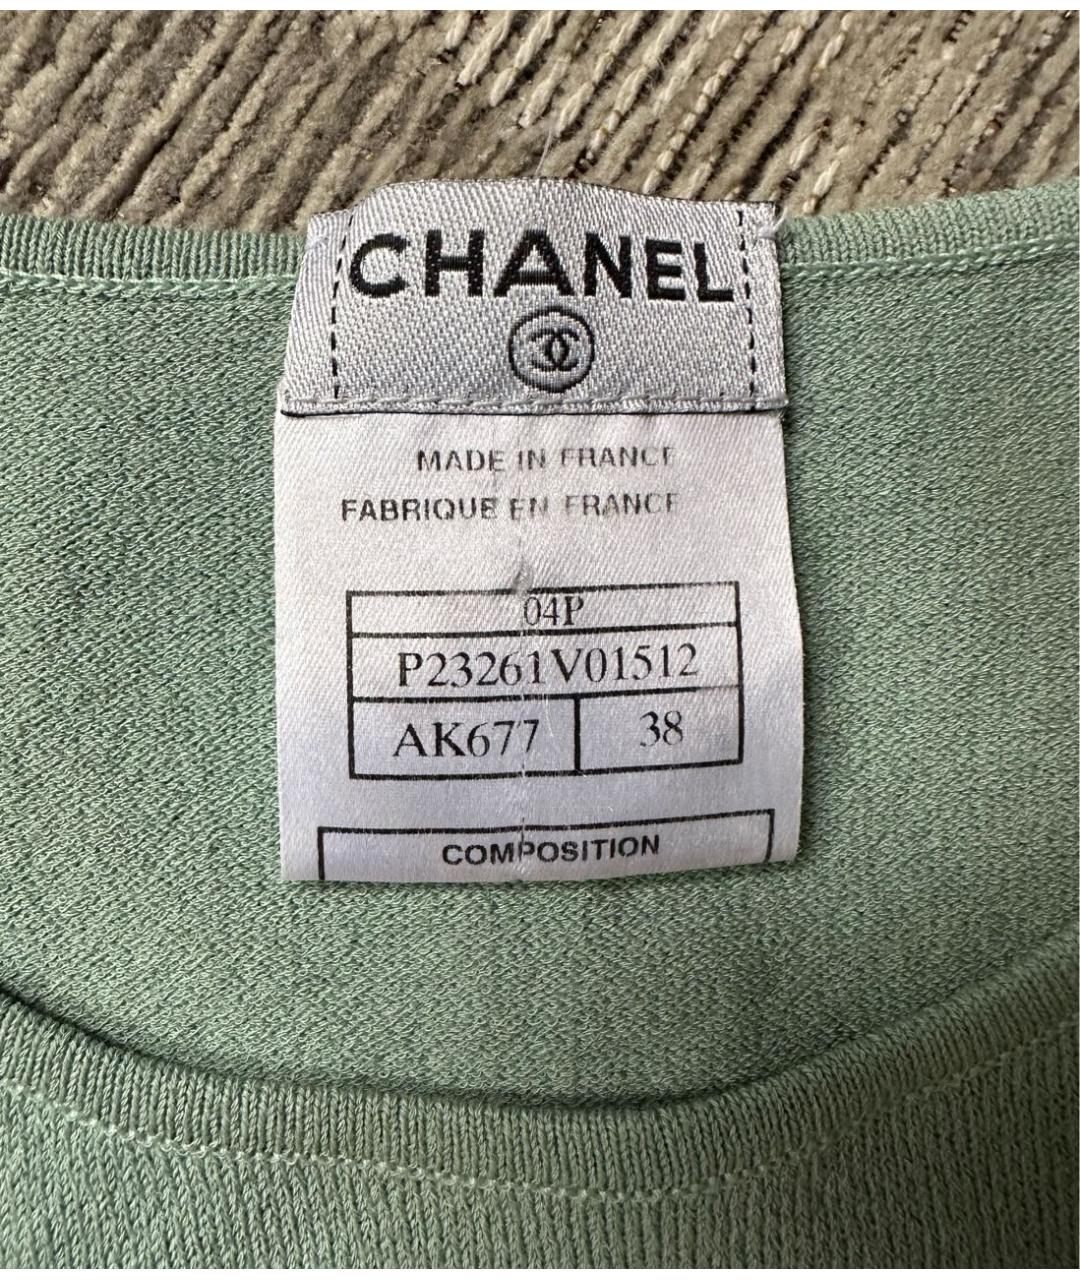 CHANEL
MADE IN FRANCE
FABRIQUE EN FRANCE
04P
P23261V01512
AK677 38
COMPOSITION